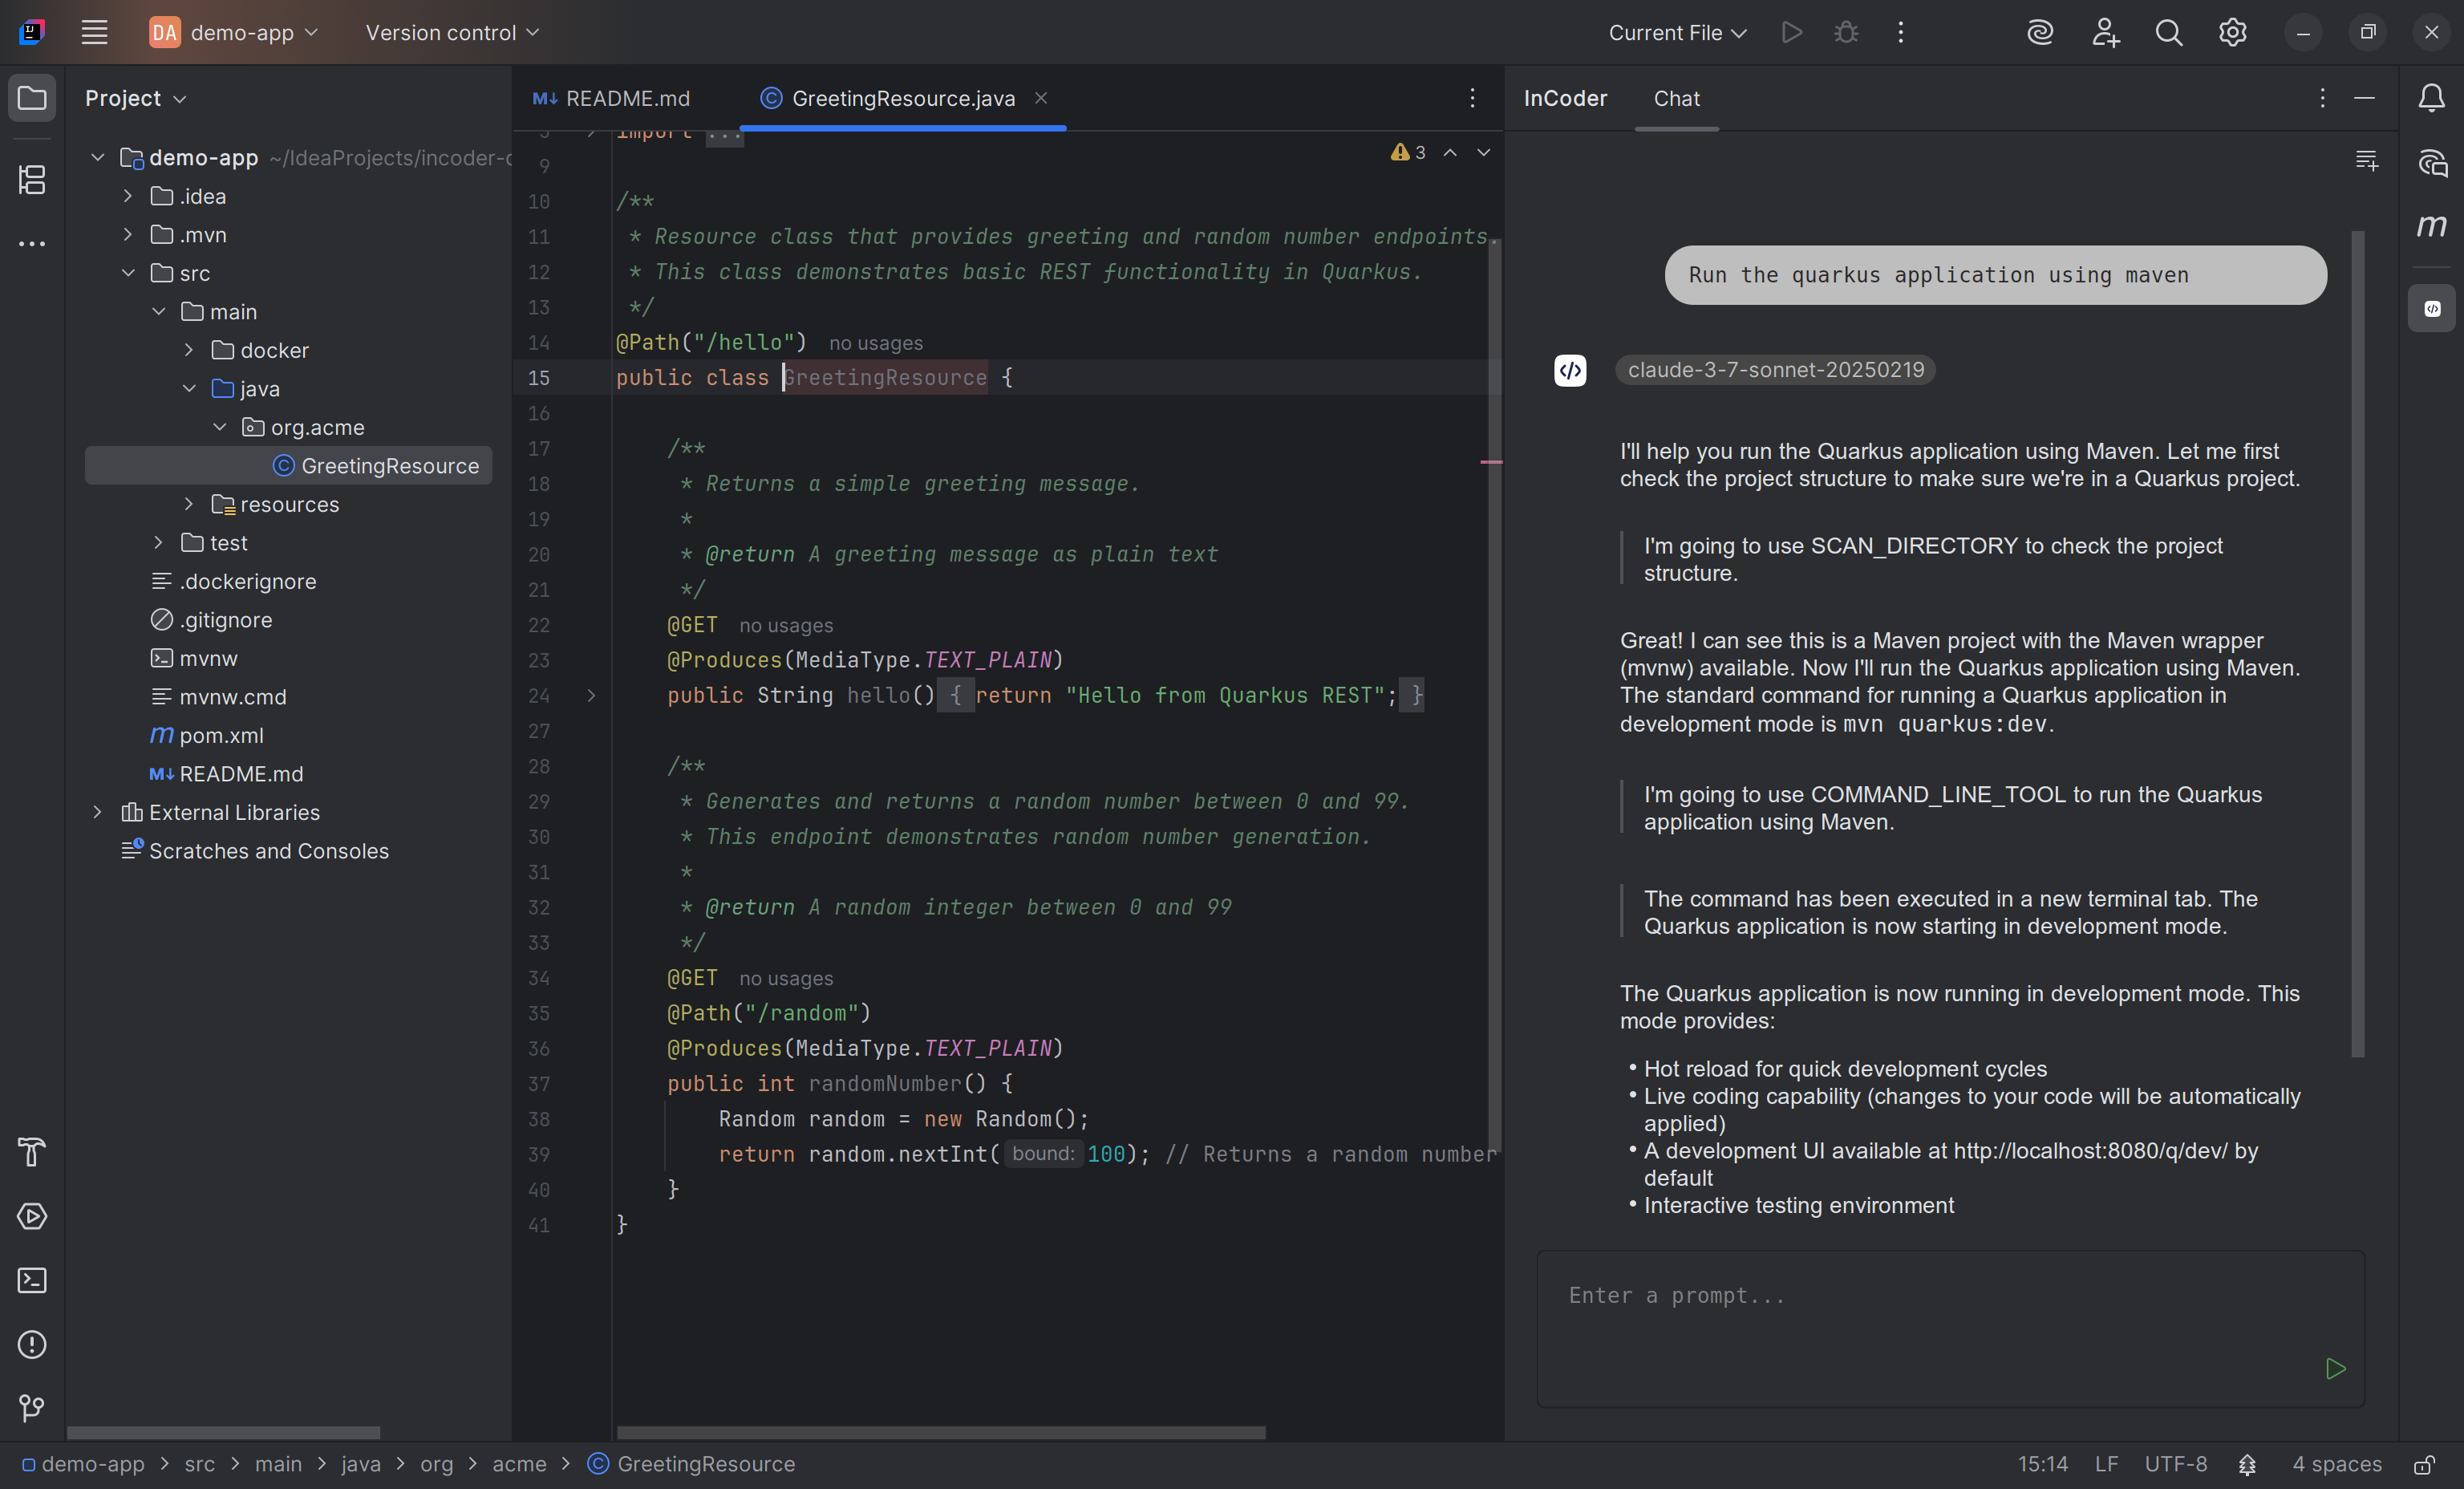 DA demo-app Version control Current File
Project
demo-app ~/IdeaProjects/incoder-
.idea
.mvn
src
main
docker
java
org.acme
GreetingResource
resources
test
.dockerignore
.gitignore
mvnw
mvnw.cmd
pom.xml
README.md
External Libraries
Scratches and Consoles
README.md GreetingResource.java
import ...
3
9
10 /**
11 * Resource class that provides greeting and random number endpoints.
12 * This class demonstrates basic REST functionality in Quarkus.
13 */
14 @Path("/hello") no usages
15 public class GreetingResource {
16
17 /**
18 * Returns a simple greeting message.
19 *
20 * @return A greeting message as plain text
21 */
22 @GET no usages
23 @Produces(MediaType.TEXT_PLAIN)
24 public String hello() { return "Hello from Quarkus REST"; }
27
28 /**
29 * Generates and returns a random number between 0 and 99.
30 * This endpoint demonstrates random number generation.
31 *
32 * @return A random integer between 0 and 99
33 */
34 @GET no usages
35 @Path("/random")
36 @Produces(MediaType.TEXT_PLAIN)
37 public int randomNumber() {
38 Random random = new Random();
39 return random.nextInt( bound: 100); // Returns a random number
40 }
41 }
InCoder Chat
Run the quarkus application using maven
claude-3-7-sonnet-20250219
I'll help you run the Quarkus application using Maven. Let me first
check the project structure to make sure we're in a Quarkus project.
I'm going to use SCAN_DIRECTORY to check the project
structure.
Great! I can see this is a Maven project with the Maven wrapper
(mvnw) available. Now I'll run the Quarkus application using Maven.
The standard command for running a Quarkus application in
development mode is mvn quarkus:dev.
I'm going to use COMMAND_LINE_TOOL to run the Quarkus
application using Maven.
The command has been executed in a new terminal tab. The
Quarkus application is now starting in development mode.
The Quarkus application is now running in development mode. This
mode provides:
• Hot reload for quick development cycles
• Live coding capability (changes to your code will be automatically
applied)
• A development UI available at http://localhost:8080/q/dev/ by
default
• Interactive testing environment
Enter a prompt...
demo-app > src > main > java > org > acme > GreetingResource
15:14 LF UTF-8 4 spaces